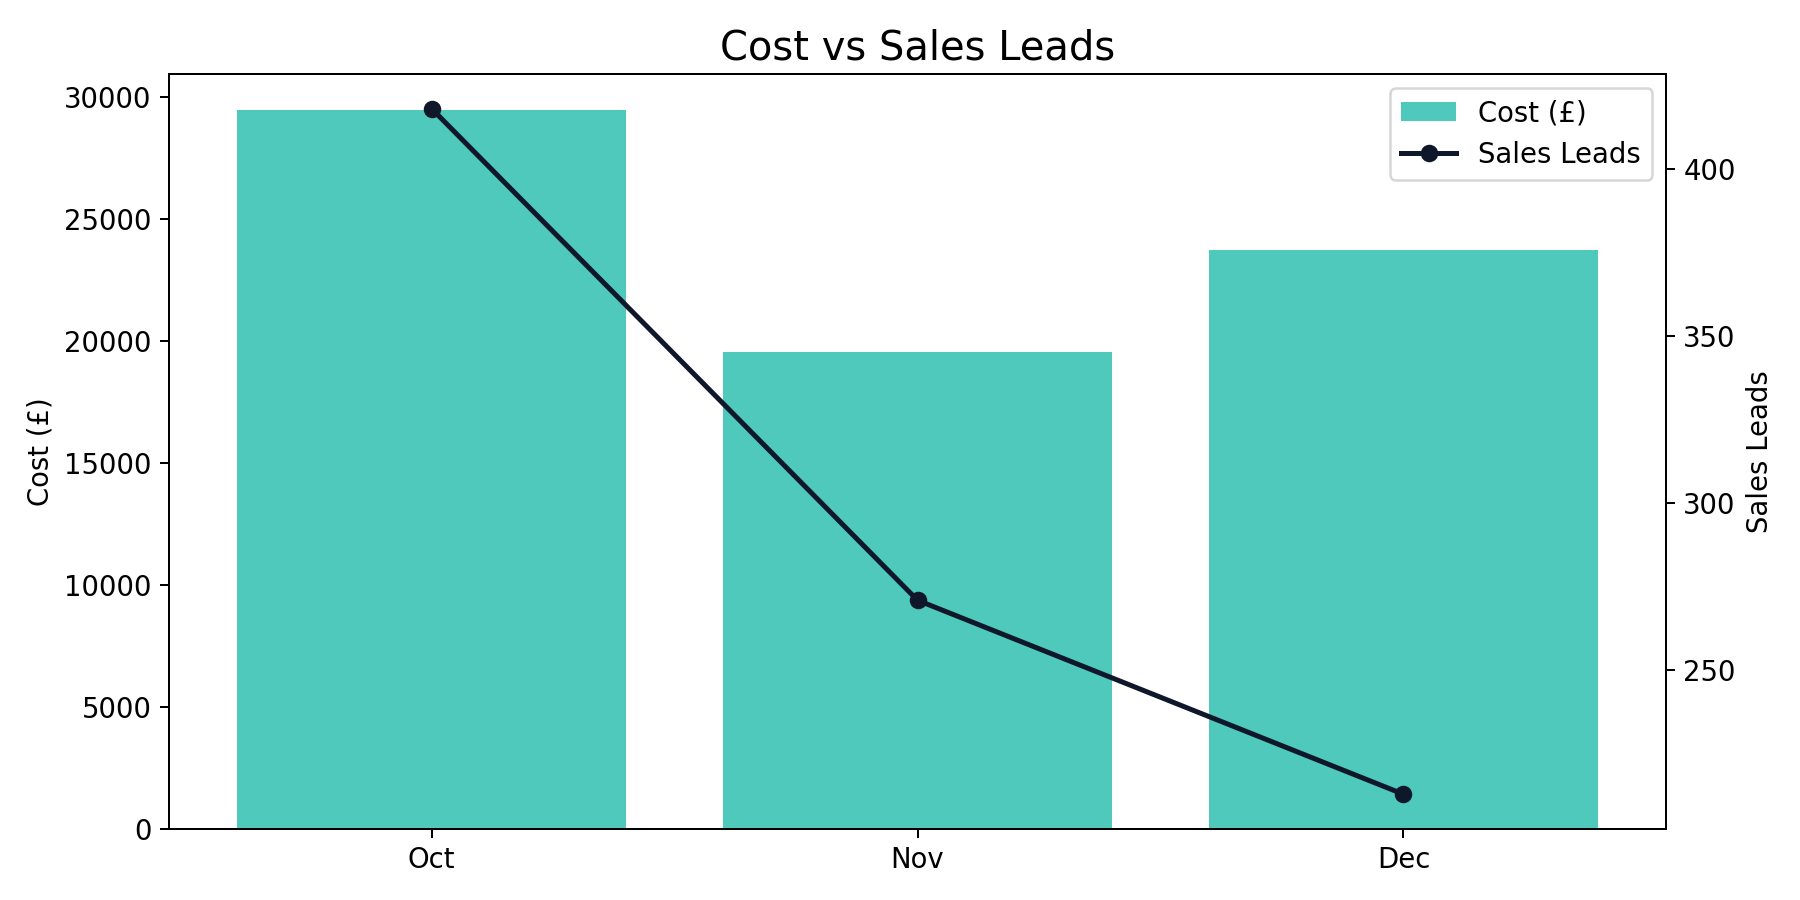 Cost vs Sales Leads
Cost (£)
Sales Leads
30000
25000
20000
15000
10000
5000
0
Cost (£)
400
350
300
250
Sales Leads
Oct
Nov
Dec